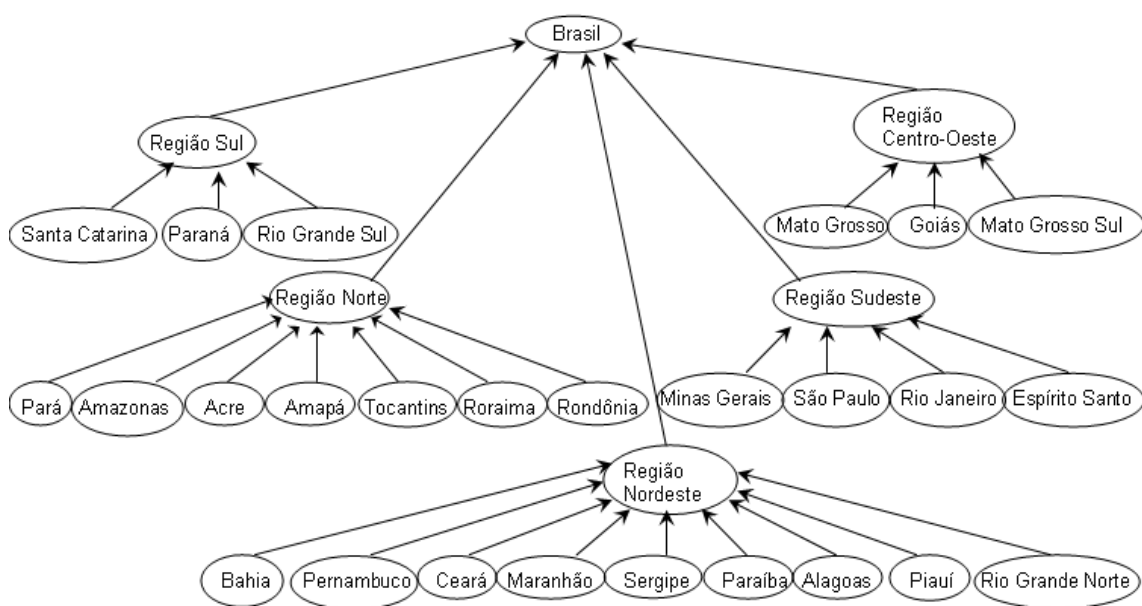 Brasil
Região Sul
Região
Centro-Oeste
Santa Catarina
Paraná
Rio Grande Sul
Mato Grosso
Goiás
Mato Grosso Sul
Região Norte
Região Sudeste
Pará
Amazonas
Acre
Amapá
Tocantins
Roraima
Rondônia
Minas Gerais
São Paulo
Rio Janeiro
Espírito Santo
Região
Nordeste
Bahia
Pernambuco
Ceará
Maranhão
Sergipe
Paraíba
Alagoas
Piauí
Rio Grande Norte